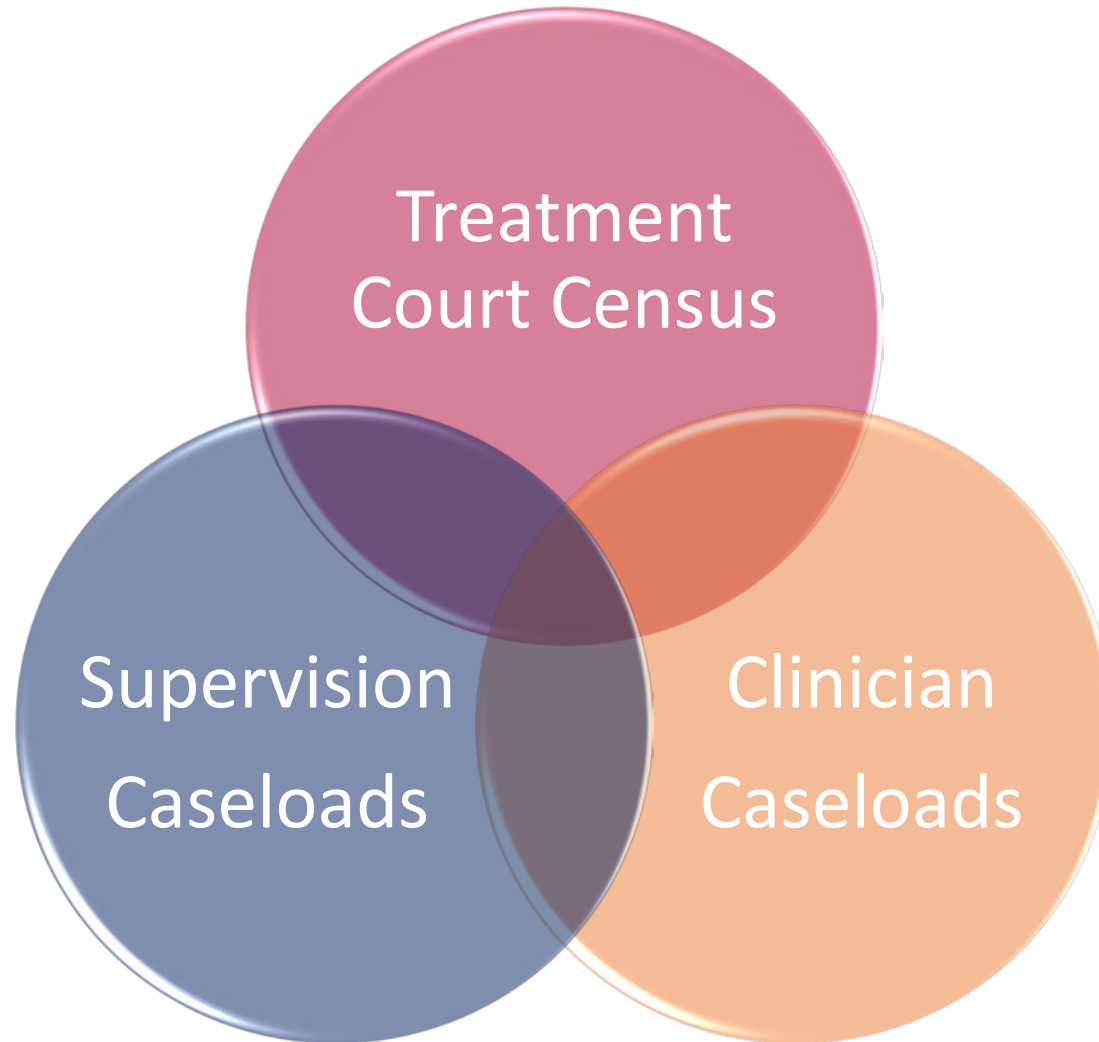 Treatment
Court Census
Supervision
Caseloads
Clinician
Caseloads